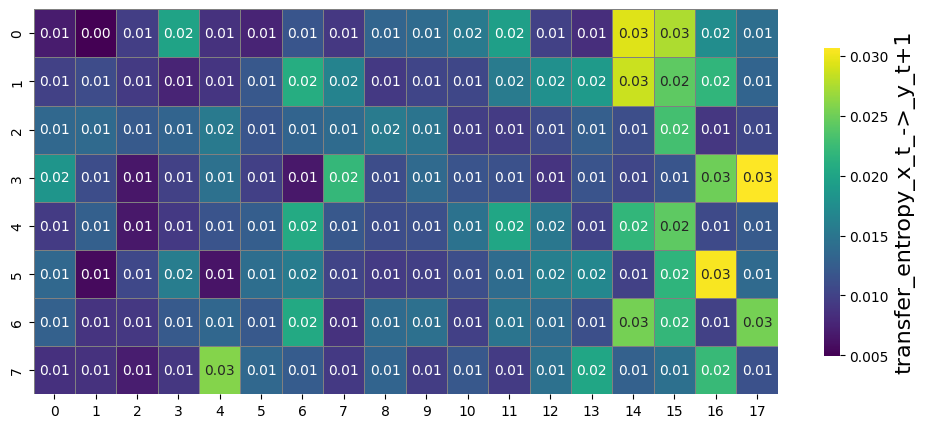 0 0.01 0.00 0.01 0.02 0.01 0.01 0.01 0.01 0.01 0.01 0.02 0.02 0.01 0.01 0.03 0.03 0.02 0.01
1 0.01 0.01 0.01 0.01 0.01 0.01 0.02 0.02 0.01 0.01 0.01 0.02 0.02 0.02 0.03 0.02 0.02 0.01
2 0.01 0.01 0.01 0.01 0.02 0.01 0.01 0.01 0.02 0.01 0.01 0.01 0.01 0.01 0.01 0.02 0.01 0.01
3 0.02 0.01 0.01 0.01 0.01 0.01 0.01 0.02 0.01 0.01 0.01 0.01 0.01 0.01 0.01 0.01 0.03 0.03
4 0.01 0.01 0.01 0.01 0.01 0.01 0.02 0.01 0.01 0.01 0.01 0.02 0.02 0.01 0.02 0.02 0.01 0.01
5 0.01 0.01 0.01 0.02 0.01 0.01 0.02 0.01 0.01 0.01 0.01 0.01 0.02 0.02 0.01 0.02 0.03 0.01
6 0.01 0.01 0.01 0.01 0.01 0.01 0.02 0.01 0.01 0.01 0.01 0.01 0.01 0.01 0.03 0.02 0.01 0.03
7 0.01 0.01 0.01 0.01 0.03 0.01 0.01 0.01 0.01 0.01 0.01 0.01 0.01 0.02 0.01 0.01 0.02 0.01
0 1 2 3 4 5 6 7 8 9 10 11 12 13 14 15 16 17
0.030
0.025
0.020
0.015
0.010
0.005
transfer_entropy_x_t_->_y_t+1